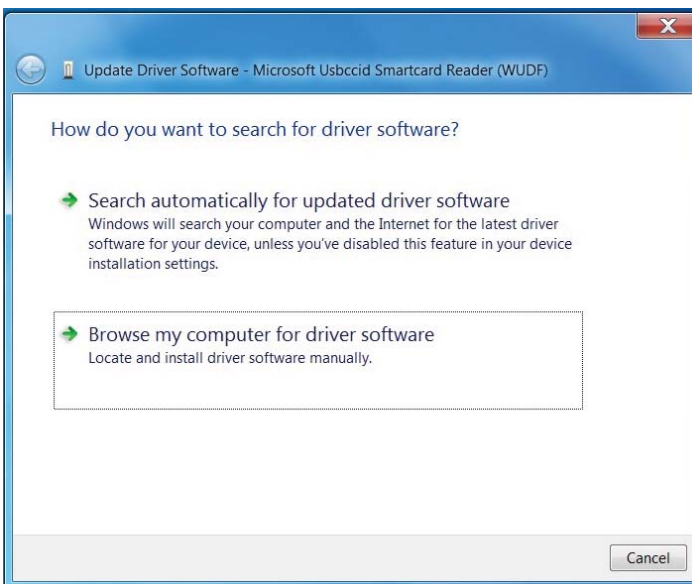 Update Driver Software - Microsoft Usbccid Smartcard Reader (WUDF)
How do you want to search for driver software?
Search automatically for updated driver software
Windows will search your computer and the Internet for the latest driver
software for your device, unless you've disabled this feature in your device
installation settings.
Browse my computer for driver software
Locate and install driver software manually.
Cancel